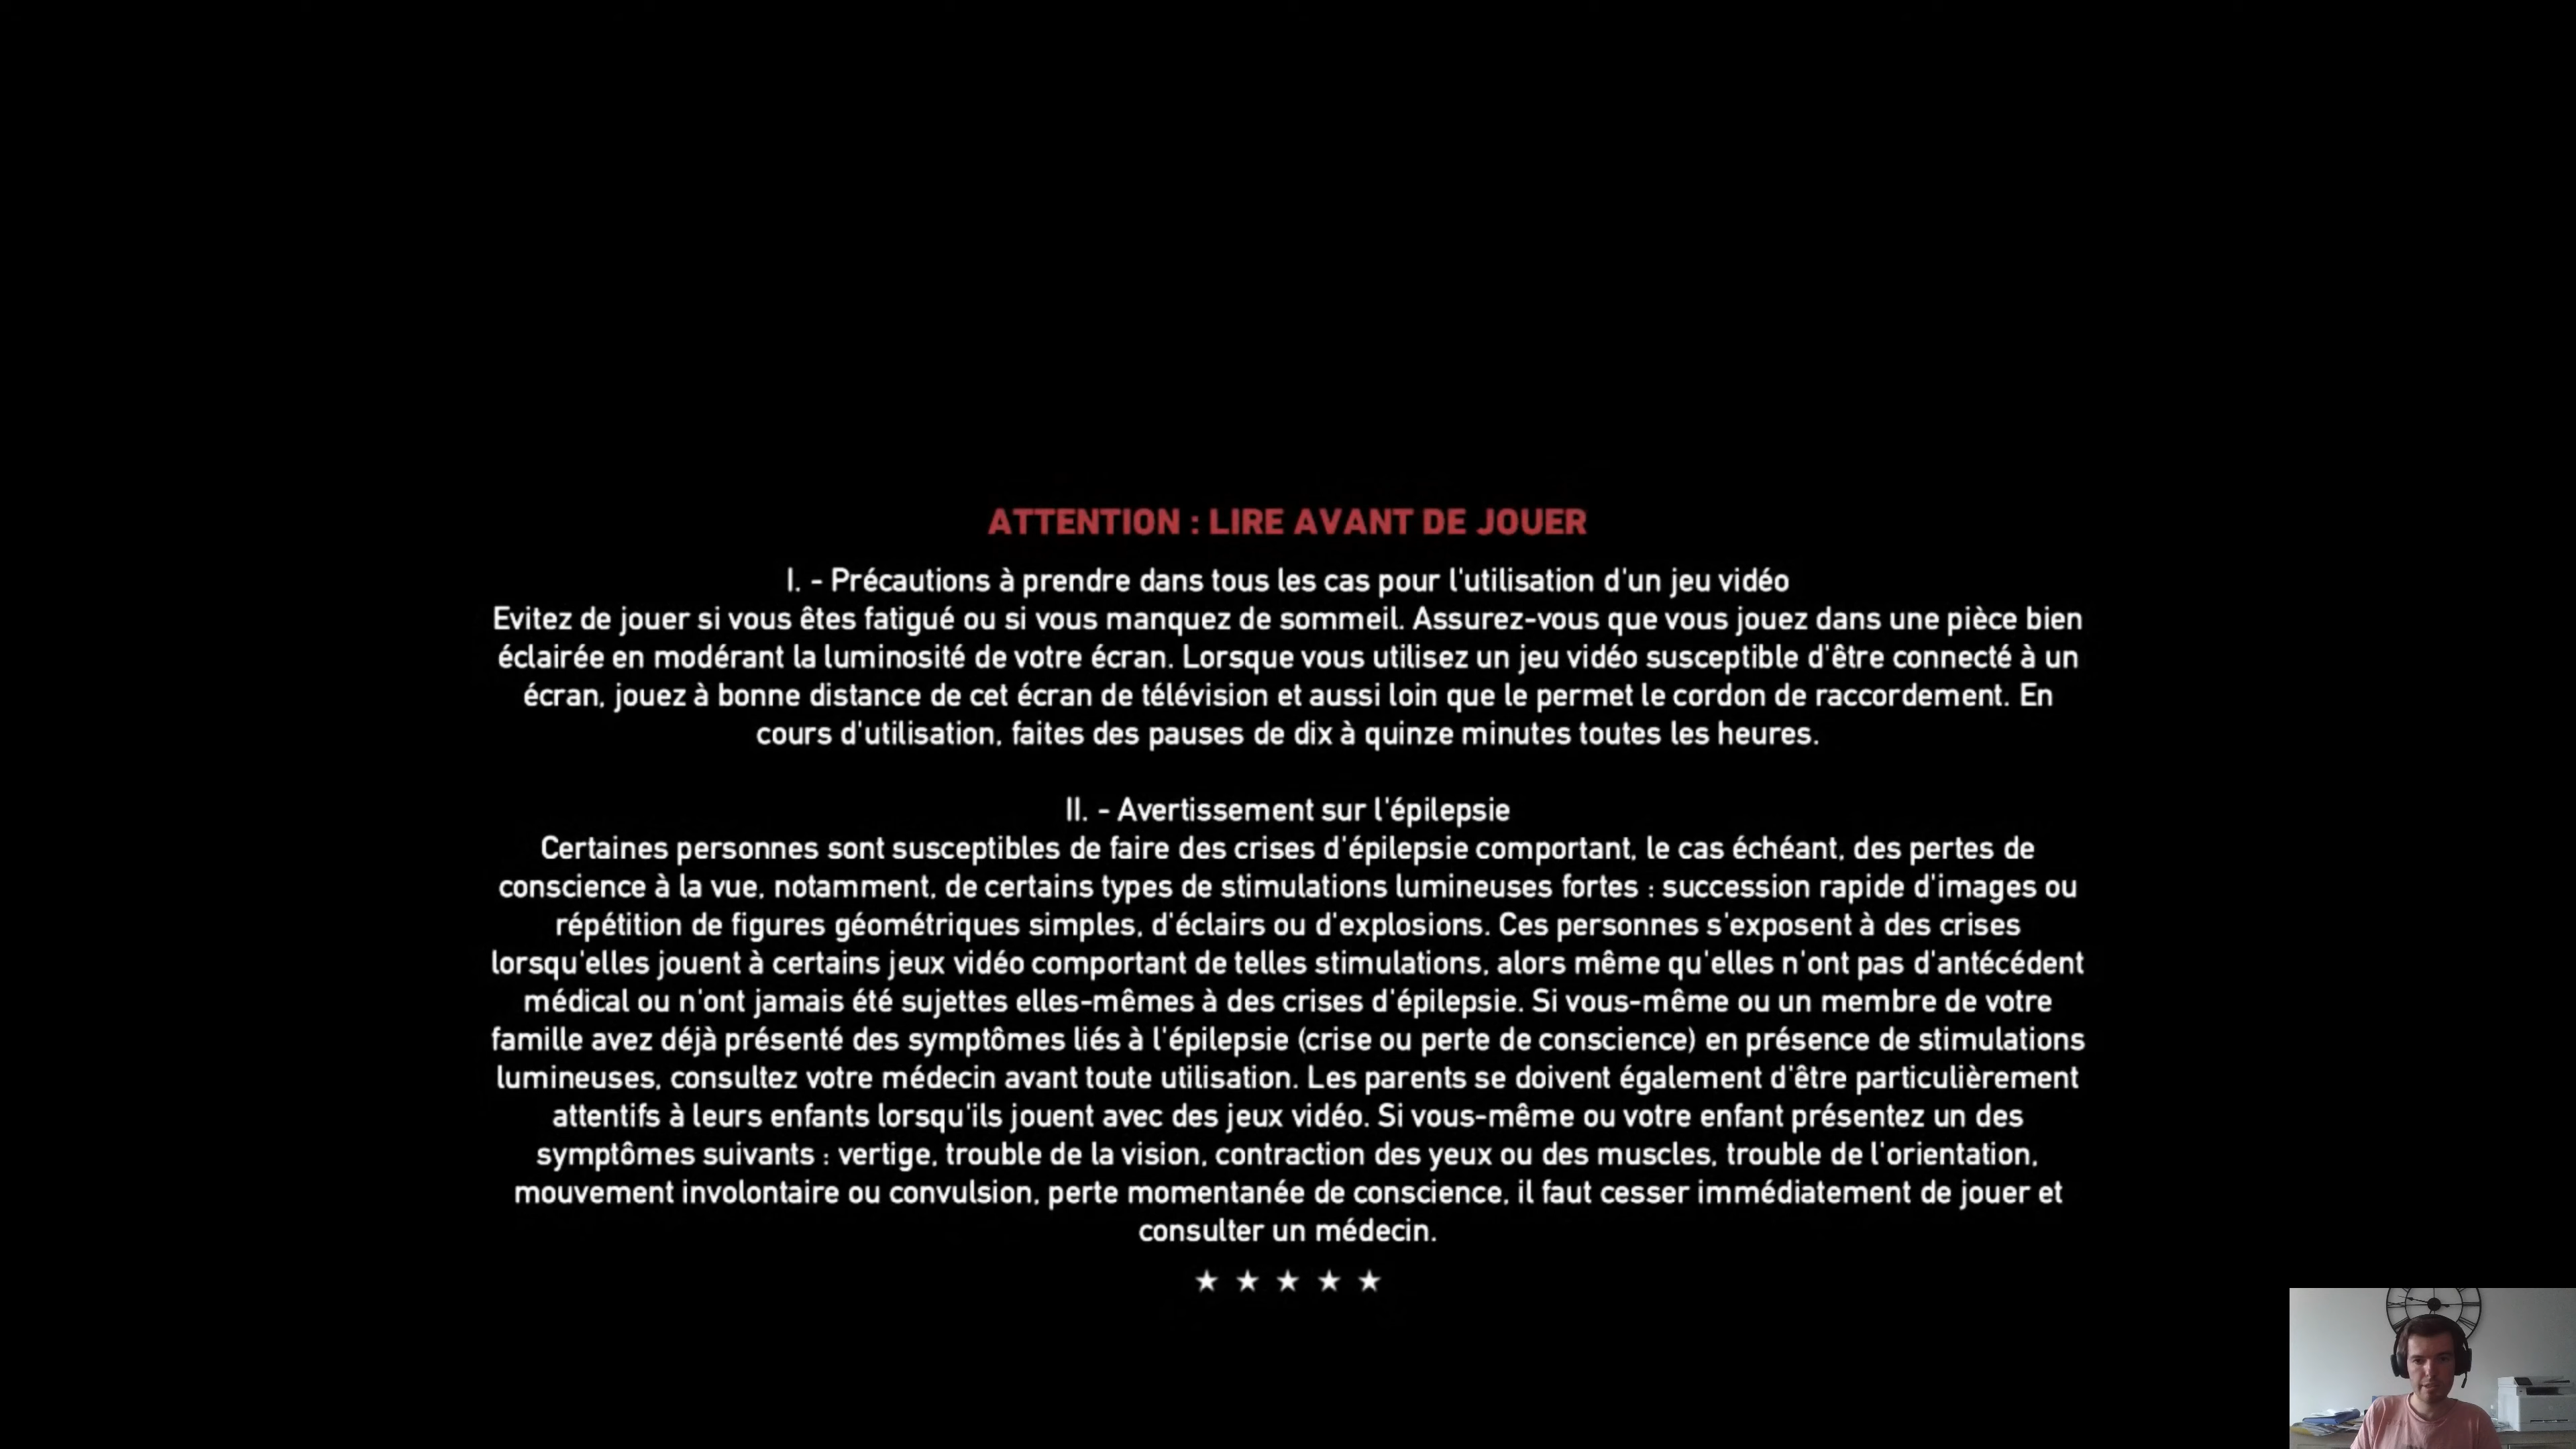 ATTENTION : LIRE AVANT DE JOUER
I. - Précautions à prendre dans tous les cas pour l'utilisation d'un jeu vidéo
Evitez de jouer si vous êtes fatigué ou si vous manquez de sommeil. Assurez-vous que vous jouez dans une pièce bien
éclairée en modérant la luminosité de votre écran. Lorsque vous utilisez un jeu vidéo susceptible d'être connecté à un
écran, jouez à bonne distance de cet écran de télévision et aussi loin que le permet le cordon de raccordement. En
cours d'utilisation, faites des pauses de dix à quinze minutes toutes les heures.
II. - Avertissement sur l'épilepsie
Certaines personnes sont susceptibles de faire des crises d'épilepsie comportant, le cas échéant, des pertes de
conscience à la vue, notamment, de certains types de stimulations lumineuses fortes : succession rapide d'images ou
répétition de figures géométriques simples, d'éclairs ou d'explosions. Ces personnes s'exposent à des crises
lorsqu'elles jouent à certains jeux vidéo comportant de telles stimulations, alors même qu'elles n'ont pas d'antécédent
médical ou n'ont jamais été sujettes elles-mêmes à des crises d'épilepsie. Si vous-même ou un membre de votre
famille avez déjà présenté des symptômes liés à l'épilepsie (crise ou perte de conscience) en présence de stimulations
lumineuses, consultez votre médecin avant toute utilisation. Les parents se doivent également d'être particulièrement
attentifs à leurs enfants lorsqu'ils jouent avec des jeux vidéo. Si vous-même ou votre enfant présentez un des
symptômes suivants : vertige, trouble de la vision, contraction des yeux ou des muscles, trouble de l'orientation,
mouvement involontaire ou convulsion, perte momentanée de conscience, il faut cesser immédiatement de jouer et
consulter un médecin.
★ ★ ★ ★ ★